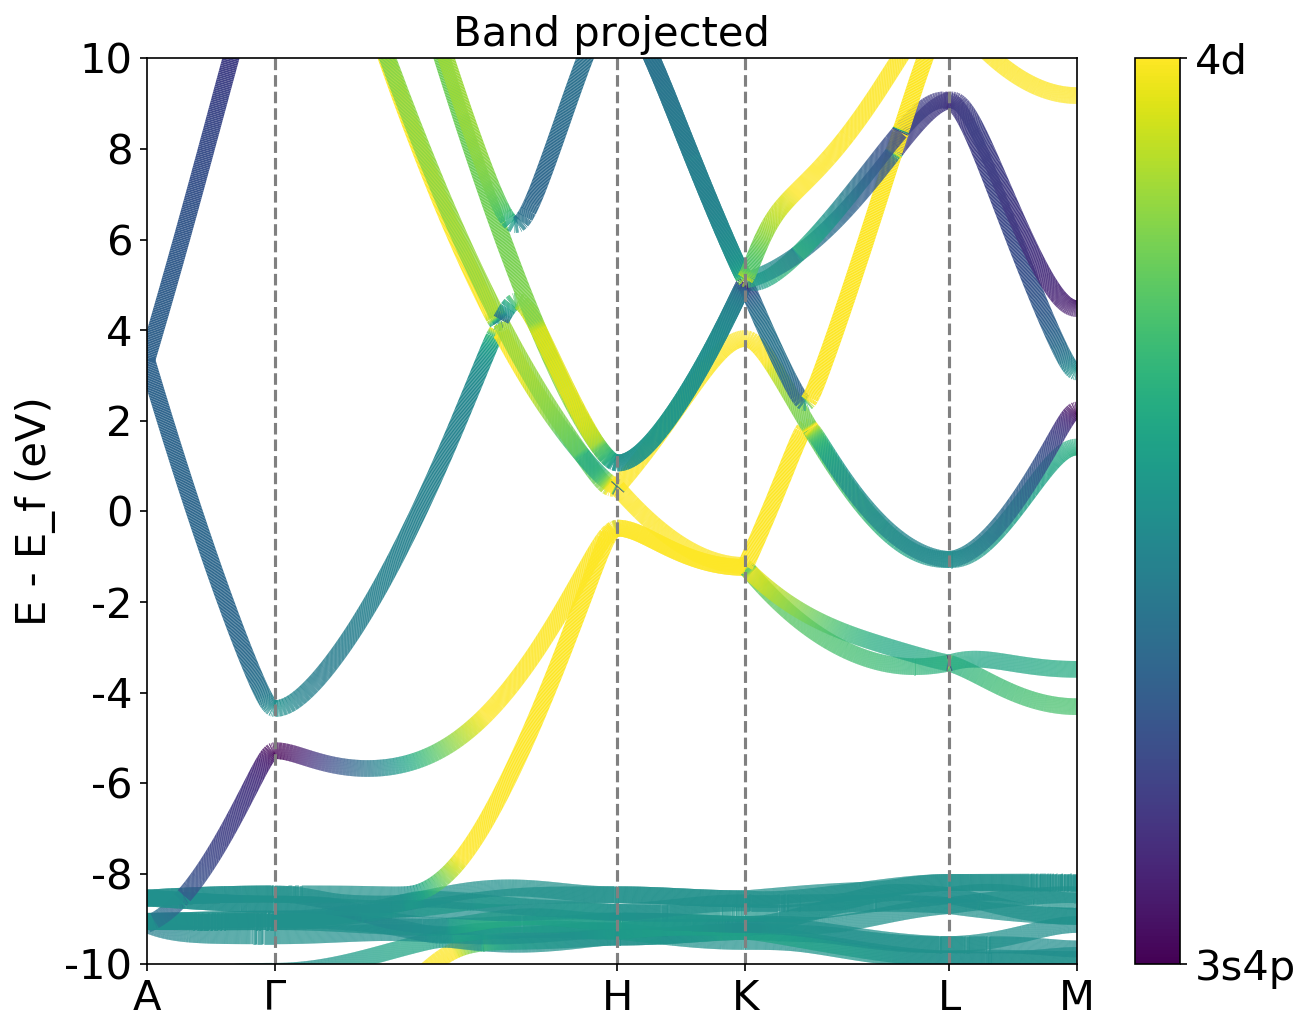 Band projected
E - E_f (eV)
10
8
6
4
2
0
-2
-4
-6
-8
-10
A
Γ
H
K
L
M
4d
3s4p